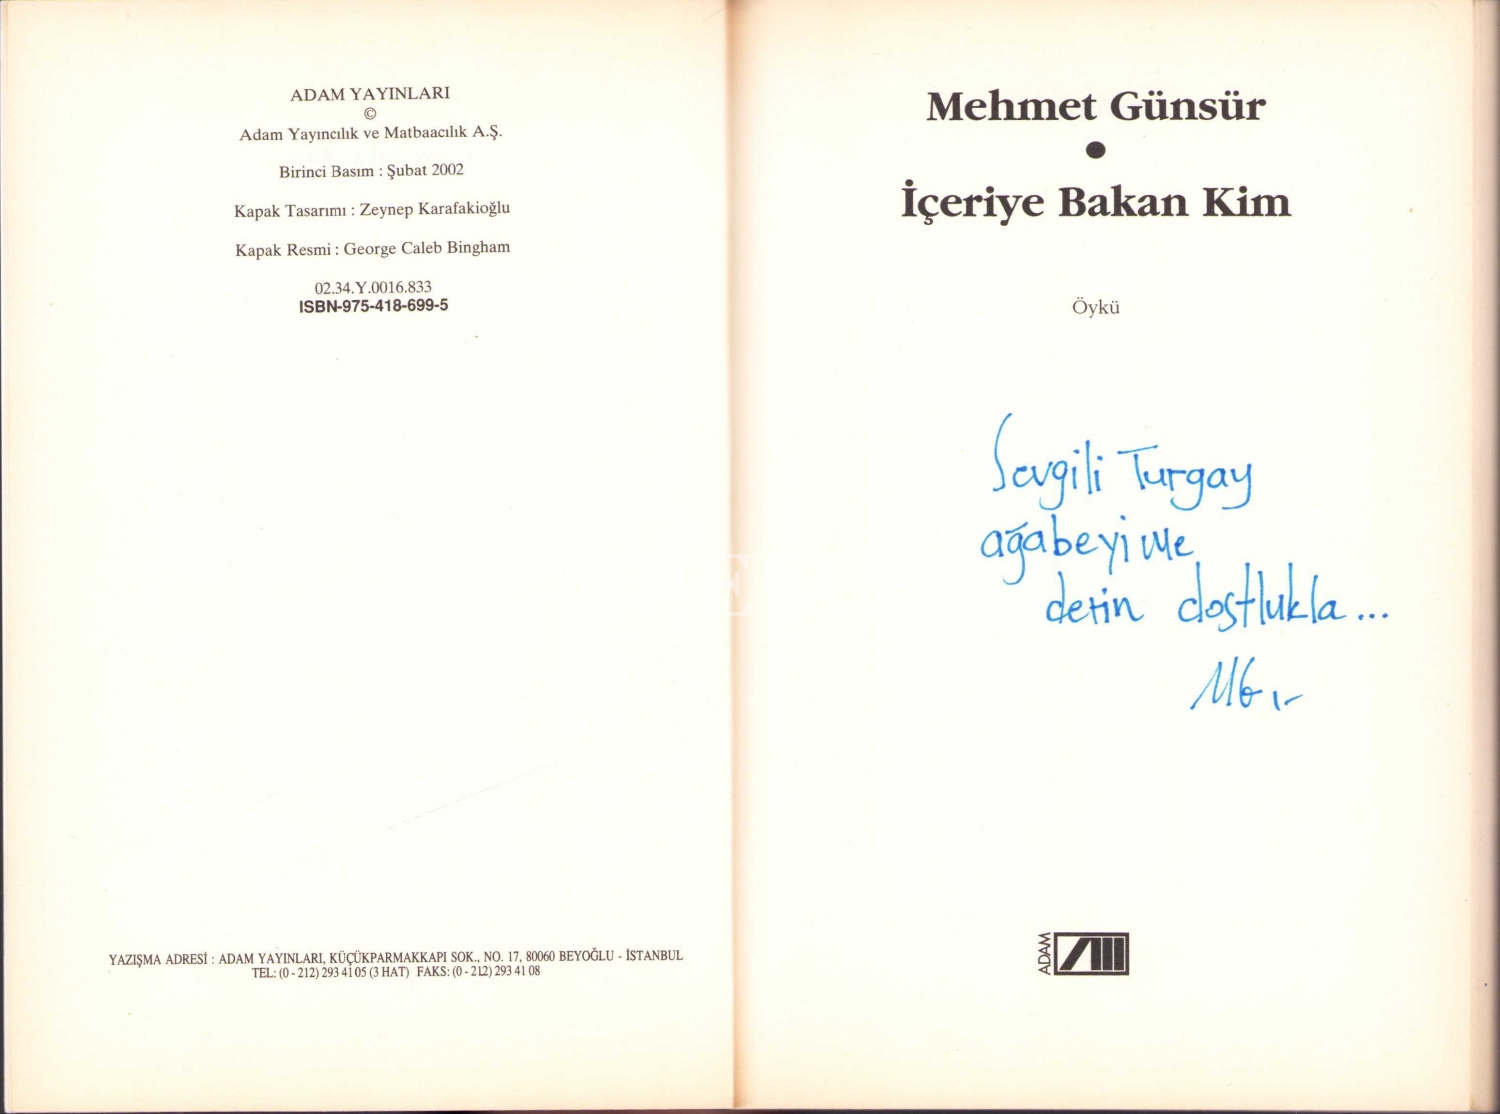 ADAM YAYINLARI
©
Adam Yayıncılık ve Matbaacılık A.Ş.
Birinci Basım : Şubat 2002
Kapak Tasarımı : Zeynep Karafakioğlu
Kapak Resmi : George Caleb Bingham
02.34.Y.0016.833
ISBN-975-418-699-5
YAZIŞMA ADRESİ : ADAM YAYINLARI, KÜÇÜKPARMAKKAPI SOK., NO. 17, 80060 BEYOĞLU - İSTANBUL
TEL: (0 - 212) 293 41 05 (3 HAT) FAKS: (0 - 212) 293 41 08
Mehmet Günsür
●
İçeriye Bakan Kim
Öykü
Sevgili Turgay
ağabeyime
derin dostlukla...
MG
ADAM